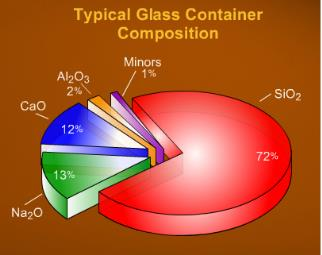 Typical Glass Container
Composition
Minors
1%
Al₂O₃
2%
CaO
12%
SiO₂
72%
13%
Na₂O